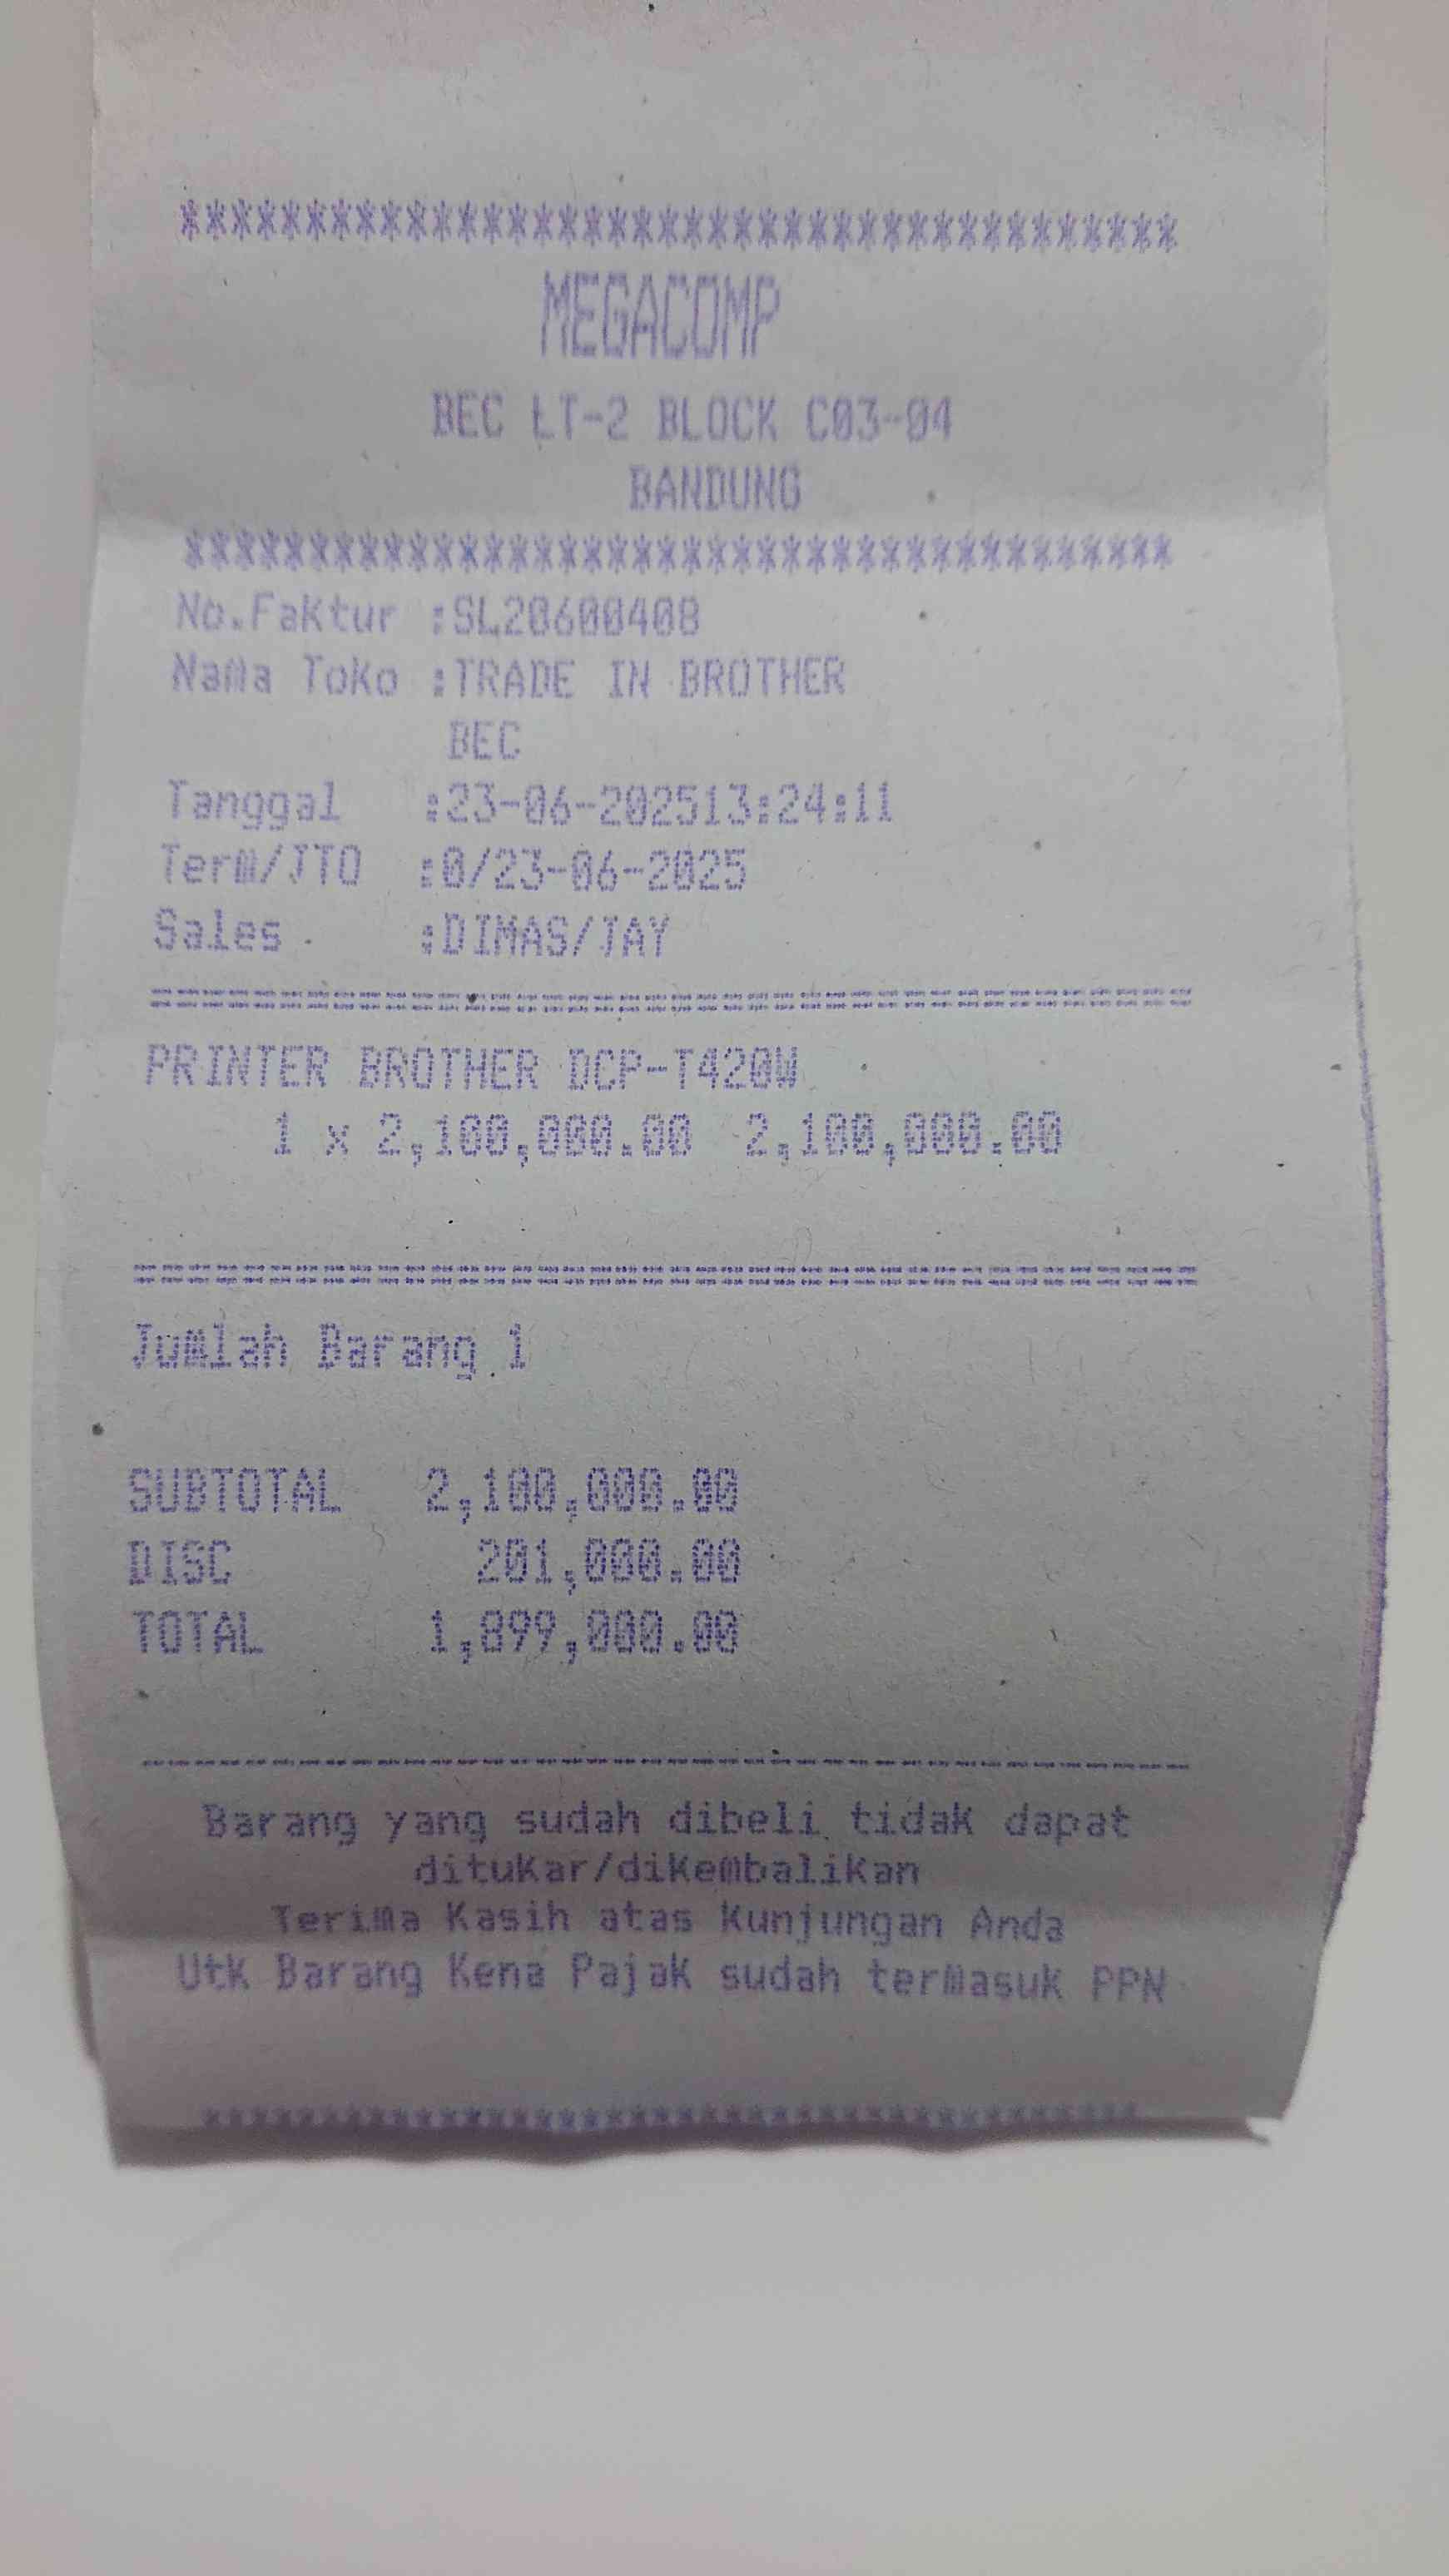 ****************************************
MEGACOMP
BEC LT-2 BLOCK C03-04
BANDUNG
****************************************
No.Faktur :SL20600408
Nama Toko :TRADE IN BROTHER
BEC
Tanggal :23-06-202513:24:11
Term/JTO :0/23-06-2025
Sales :DIMAS/JAY
========================================
PRINTER BROTHER DCP-T420W
1 x 2,100,000.00 2,100,000.00
========================================
Jumlah Barang 1
SUBTOTAL 2,100,000.00
DISC 201,000.00
TOTAL 1,899,000.00
----------------------------------------
Barang yang sudah dibeli tidak dapat
ditukar/dikembalikan
Terima Kasih atas Kunjungan Anda
Utk Barang Kena Pajak sudah termasuk PPN
****************************************